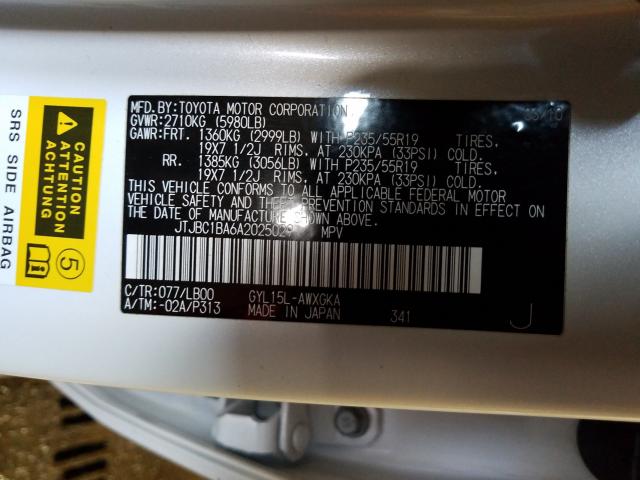 MFD.BY:TOYOTA MOTOR CORPORATION
GVWR:2710KG (5980LB)
GAWR:FRT. 1360KG (2999LB) WITH P235/55R19 TIRES,
19X7 1/2J RIMS, AT 230KPA (33PSI) COLD.
RR. 1385KG (3056LB) WITH P235/55R19 TIRES,
19X7 1/2J RIMS, AT 230KPA (33PSI) COLD.
THIS VEHICLE CONFORMS TO ALL APPLICABLE FEDERAL MOTOR
VEHICLE SAFETY AND THEFT PREVENTION STANDARDS IN EFFECT ON
THE DATE OF MANUFACTURE SHOWN ABOVE.
MPV
C/TR:077/LB00 GYL15L-AWXGKA
A/TM:-02A/P313 MADE IN JAPAN 341 J
SRS SIDE AIRBAG
CAUTION
ATTENTION
ACHTUNG
5